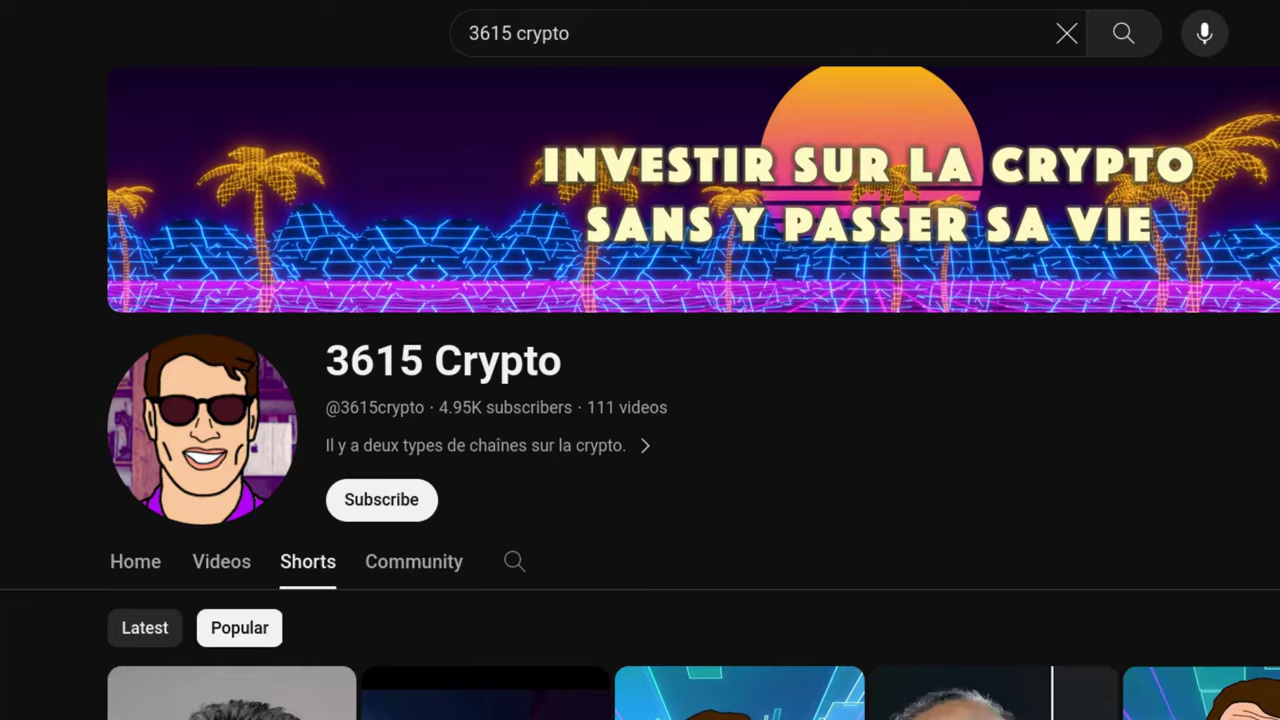 3615 crypto
INVESTIR SUR LA CRYPTO
SANS Y PASSER SA VIE
3615 Crypto
@3615crypto · 4.95K subscribers · 111 videos
Il y a deux types de chaînes sur la crypto.
Subscribe
Home Videos Shorts Community
Latest Popular